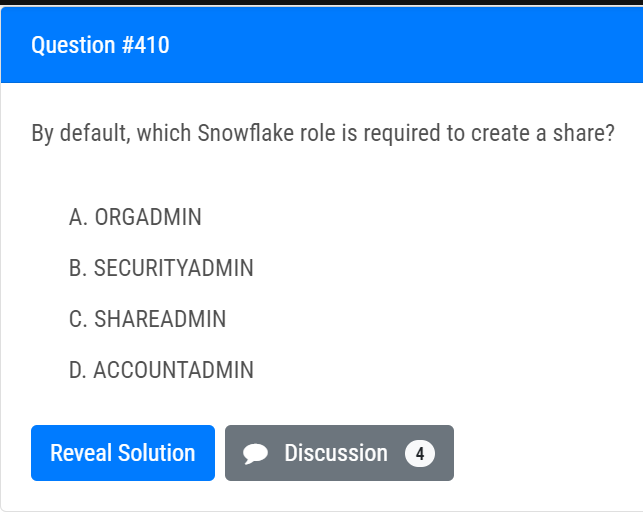 Question #410
By default, which Snowflake role is required to create a share?
A. ORGADMIN
B. SECURITYADMIN
C. SHAREADMIN
D. ACCOUNTADMIN
Reveal Solution
Discussion 4